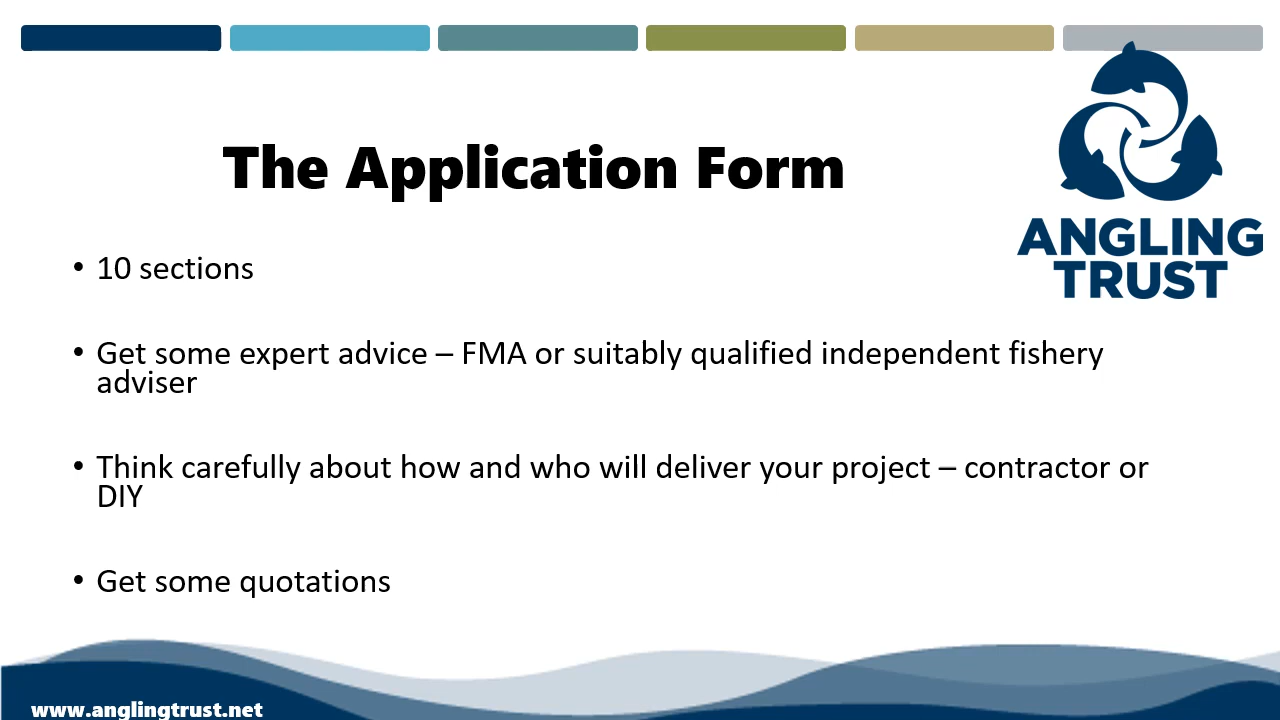 The Application Form
ANGLING
TRUST
• 10 sections
• Get some expert advice – FMA or suitably qualified independent fishery
adviser
• Think carefully about how and who will deliver your project – contractor or
DIY
• Get some quotations
www.anglingtrust.net